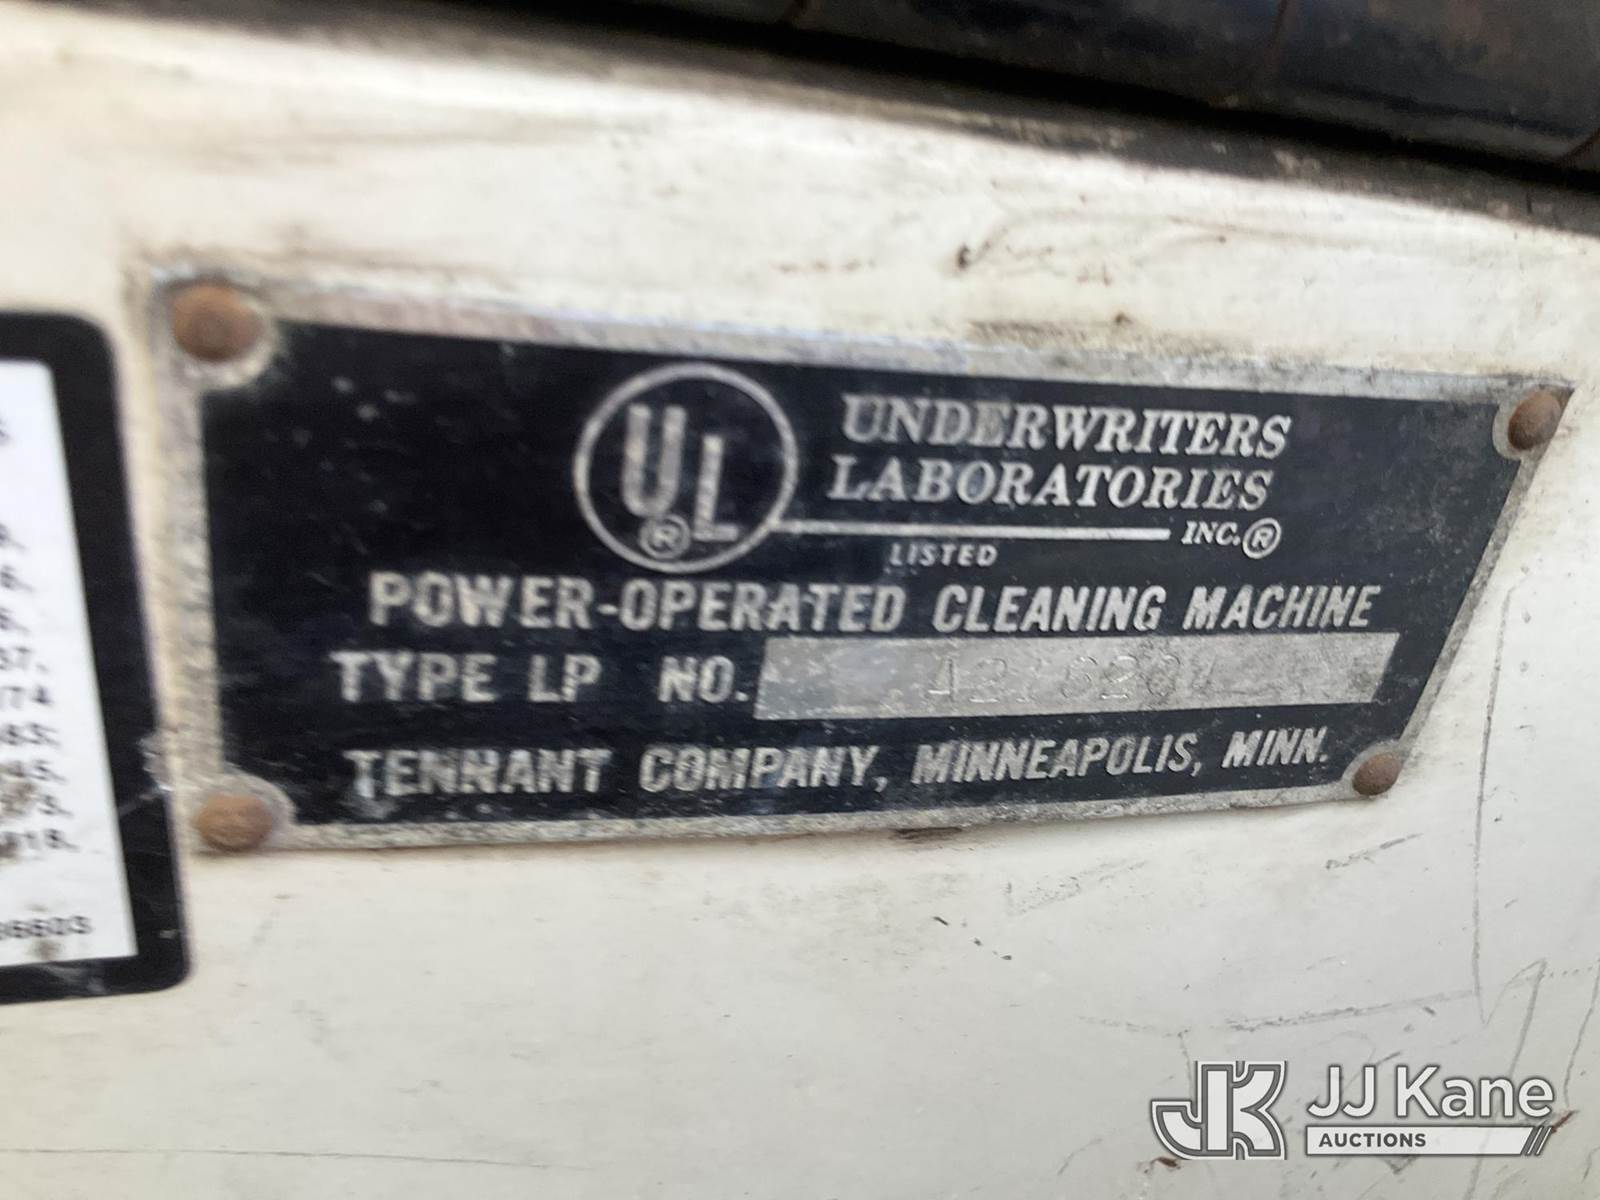 UL®
UNDERWRITERS
LABORATORIES
INC.®
LISTED
POWER-OPERATED CLEANING MACHINE
TYPE LP NO.
TENNANT COMPANY, MINNEAPOLIS, MINN.
JK JJ Kane
AUCTIONS